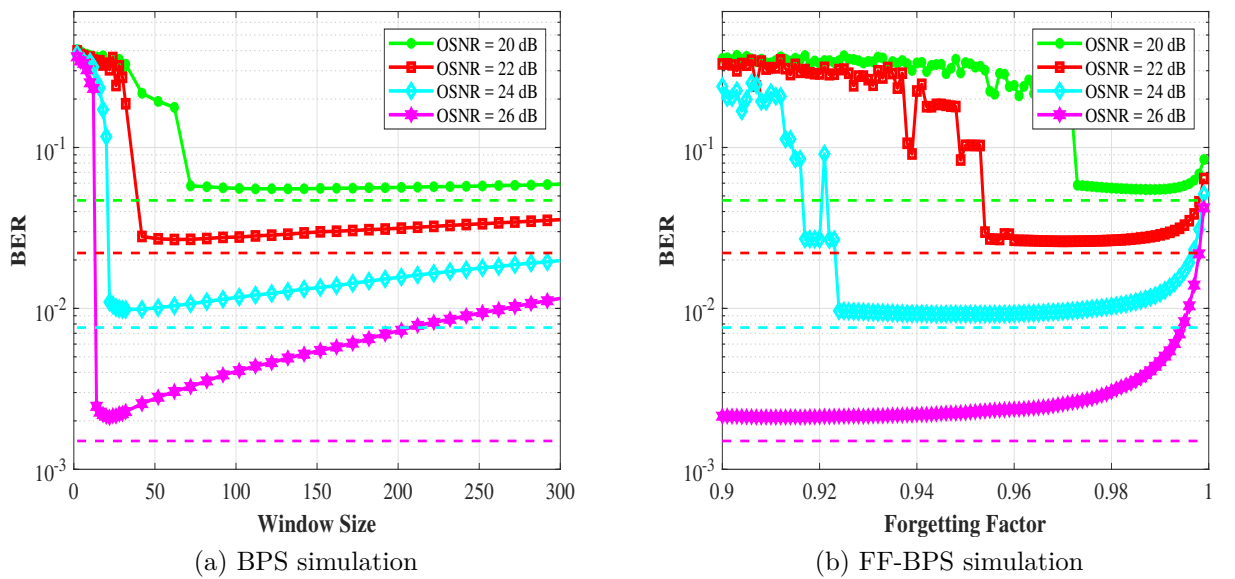 OSNR = 20 dB
OSNR = 22 dB
OSNR = 24 dB
OSNR = 26 dB
10^-1
10^-2
10^-3
BER
0 50 100 150 200 250 300
Window Size
(a) BPS simulation
OSNR = 20 dB
OSNR = 22 dB
OSNR = 24 dB
OSNR = 26 dB
10^-1
10^-2
10^-3
BER
0.9 0.92 0.94 0.96 0.98 1
Forgetting Factor
(b) FF-BPS simulation